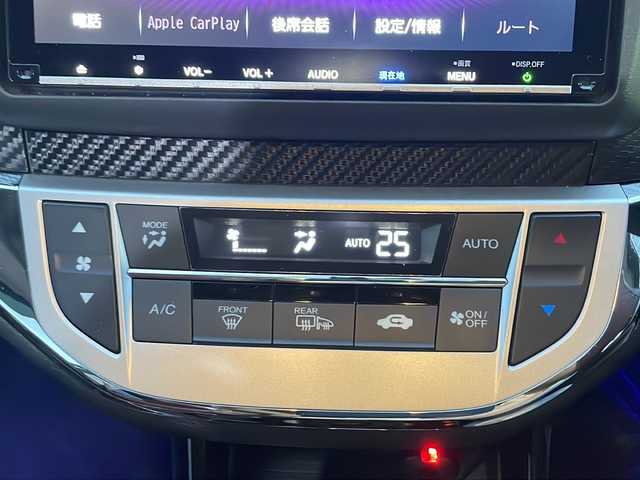 電話 Apple CarPlay 後席会話 設定/情報 ルート
画質 DISP.OFF
VOL− VOL＋ AUDIO 現在地 MENU
MODE AUTO 25 AUTO
A/C FRONT REAR ON/
OFF